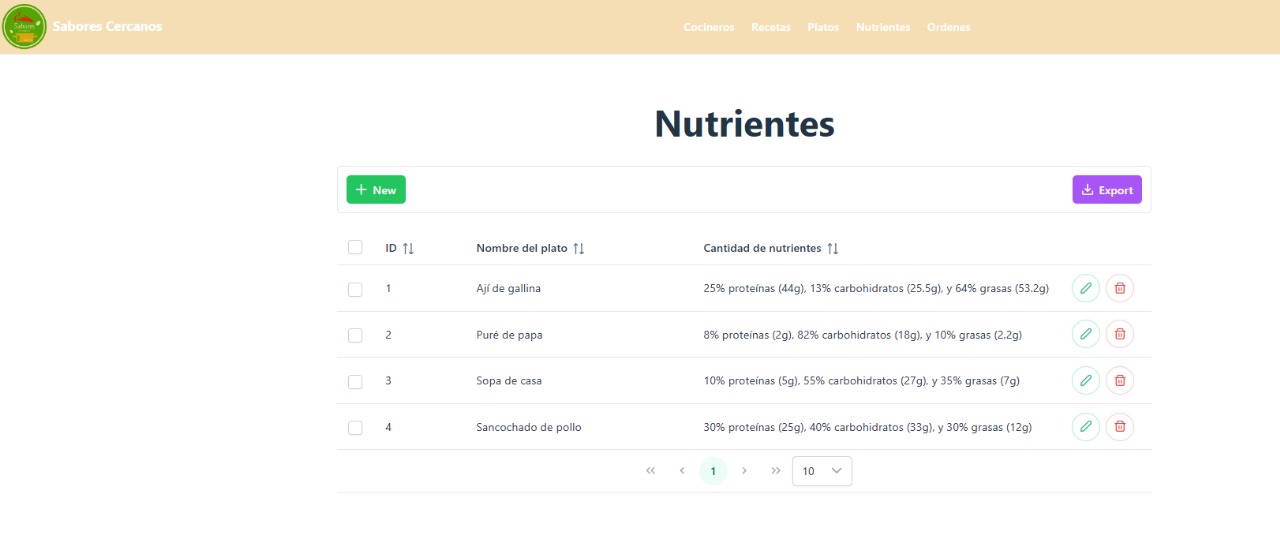 Sabores
Sabores Cercanos
Cocineros Recetas Platos Nutrientes Ordenes
Nutrientes
New Export
ID Nombre del plato Cantidad de nutrientes
1 Ají de gallina 25% proteínas (44g), 13% carbohidratos (25.5g), y 64% grasas (53.2g)
2 Puré de papa 8% proteínas (2g), 82% carbohidratos (18g), y 10% grasas (2.2g)
3 Sopa de casa 10% proteínas (5g), 55% carbohidratos (27g), y 35% grasas (7g)
4 Sancochado de pollo 30% proteínas (25g), 40% carbohidratos (33g), y 30% grasas (12g)
1 10